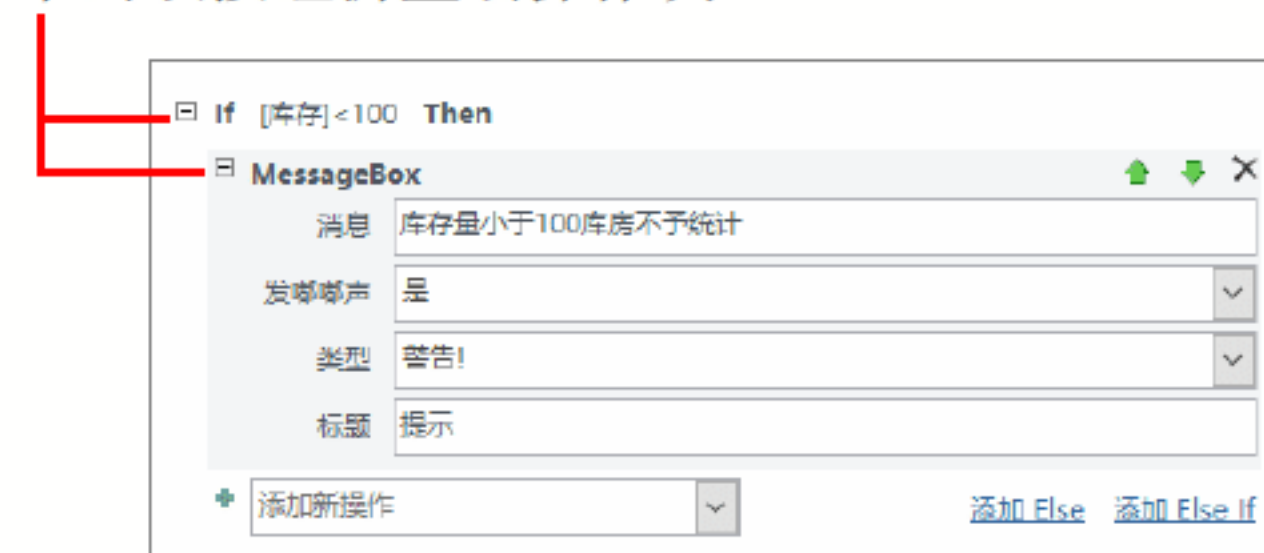 If [库存]<100 Then
MessageBox
消息 库存量小于100库房不予统计
发嘟嘟声 是
类型 警告!
标题 提示
添加新操作 添加 Else 添加 Else If